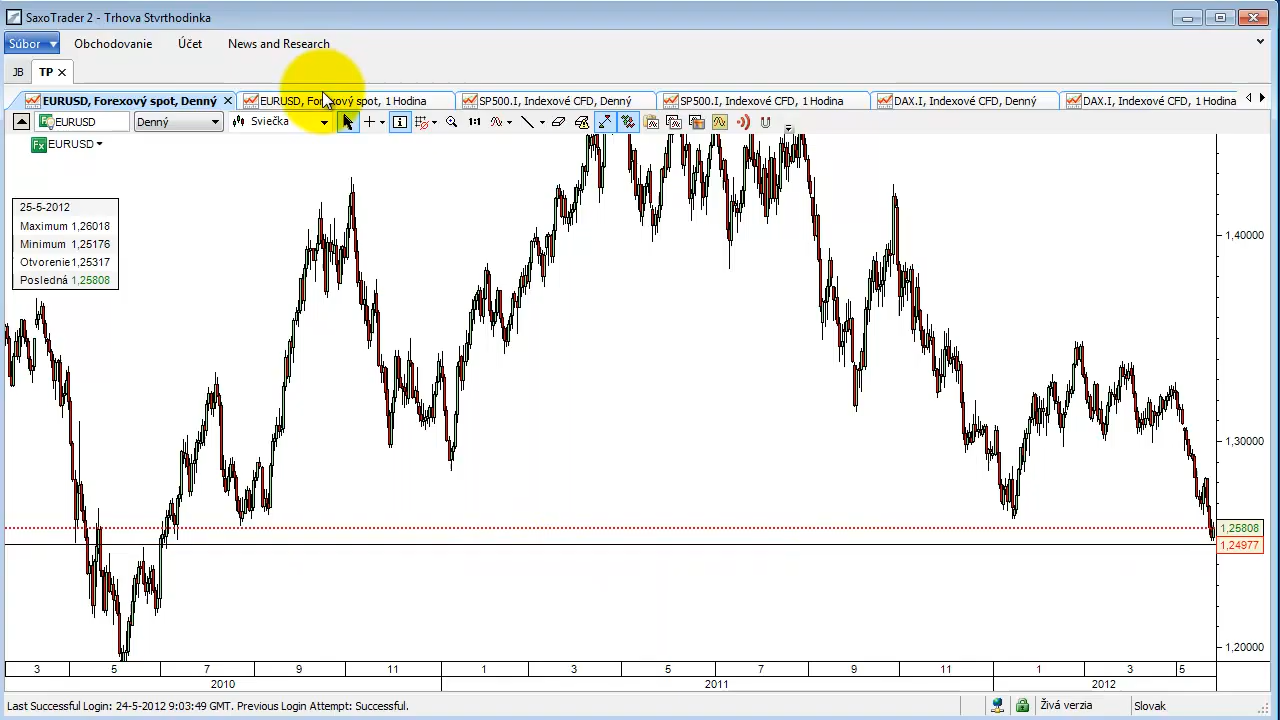 SaxoTrader 2 - Trhova Stvrthodinka
Súbor Obchodovanie Účet News and Research
JB TP
EURUSD, Forexový spot, Denný EURUSD, Forexový spot, 1 Hodina SP500.I, Indexové CFD, Denný SP500.I, Indexové CFD, 1 Hodina DAX.I, Indexové CFD, Denný DAX.I, Indexové CFD, 1 Hodina
EURUSD Denný Sviečka 1:1
Fx EURUSD
25-5-2012
Maximum 1,26018
Minimum 1,25176
Otvorenie 1,25317
Posledná 1,25808
1,40000
1,30000
1,25808
1,24977
1,20000
3 5 7 9 11 1 3 5 7 9 11 1 3 5
2010 2011 2012
Last Successful Login: 24-5-2012 9:03:49 GMT. Previous Login Attempt: Successful. Živá verzia Slovak